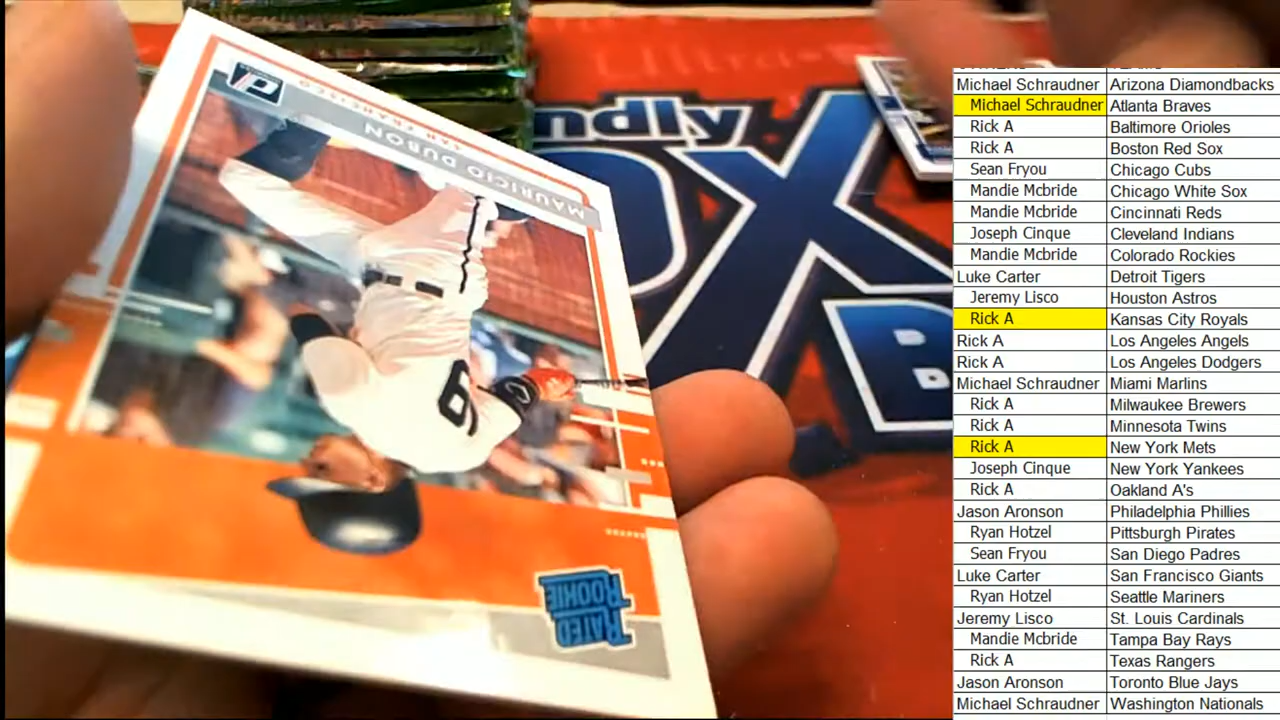 SAN FRANCISCO
MAURICIO DUBON
6
RATED
ROOKIE
ndly
OX
B
Michael Schraudner Arizona Diamondbacks
Michael Schraudner Atlanta Braves
Rick A Baltimore Orioles
Rick A Boston Red Sox
Sean Fryou Chicago Cubs
Mandie Mcbride Chicago White Sox
Mandie Mcbride Cincinnati Reds
Joseph Cinque Cleveland Indians
Mandie Mcbride Colorado Rockies
Luke Carter Detroit Tigers
Jeremy Lisco Houston Astros
Rick A Kansas City Royals
Rick A Los Angeles Angels
Rick A Los Angeles Dodgers
Michael Schraudner Miami Marlins
Rick A Milwaukee Brewers
Rick A Minnesota Twins
Rick A New York Mets
Joseph Cinque New York Yankees
Rick A Oakland A's
Jason Aronson Philadelphia Phillies
Ryan Hotzel Pittsburgh Pirates
Sean Fryou San Diego Padres
Luke Carter San Francisco Giants
Ryan Hotzel Seattle Mariners
Jeremy Lisco St. Louis Cardinals
Mandie Mcbride Tampa Bay Rays
Rick A Texas Rangers
Jason Aronson Toronto Blue Jays
Michael Schraudner Washington Nationals